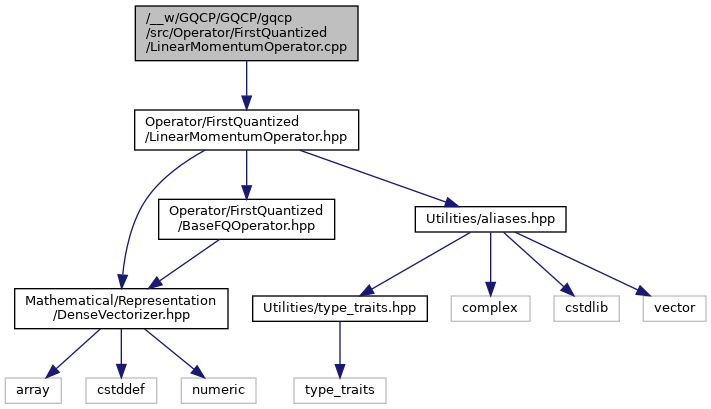 /__w/GQCP/GQCP/gqcp
/src/Operator/FirstQuantized
/LinearMomentumOperator.cpp
Operator/FirstQuantized
/LinearMomentumOperator.hpp
Operator/FirstQuantized
/BaseFQOperator.hpp
Utilities/aliases.hpp
Mathematical/Representation
/DenseVectorizer.hpp
Utilities/type_traits.hpp
complex
cstdlib
vector
array
cstddef
numeric
type_traits